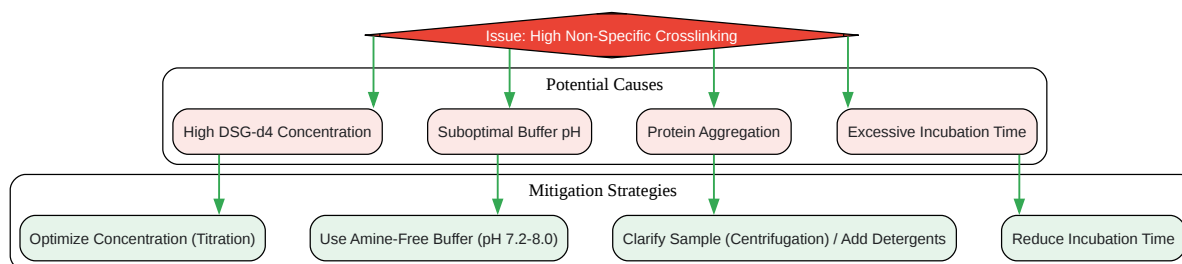 Issue: High Non-Specific Crosslinking
Potential Causes
High DSG-d4 Concentration
Suboptimal Buffer pH
Protein Aggregation
Excessive Incubation Time
Mitigation Strategies
Optimize Concentration (Titration)
Use Amine-Free Buffer (pH 7.2-8.0)
Clarify Sample (Centrifugation) / Add Detergents
Reduce Incubation Time